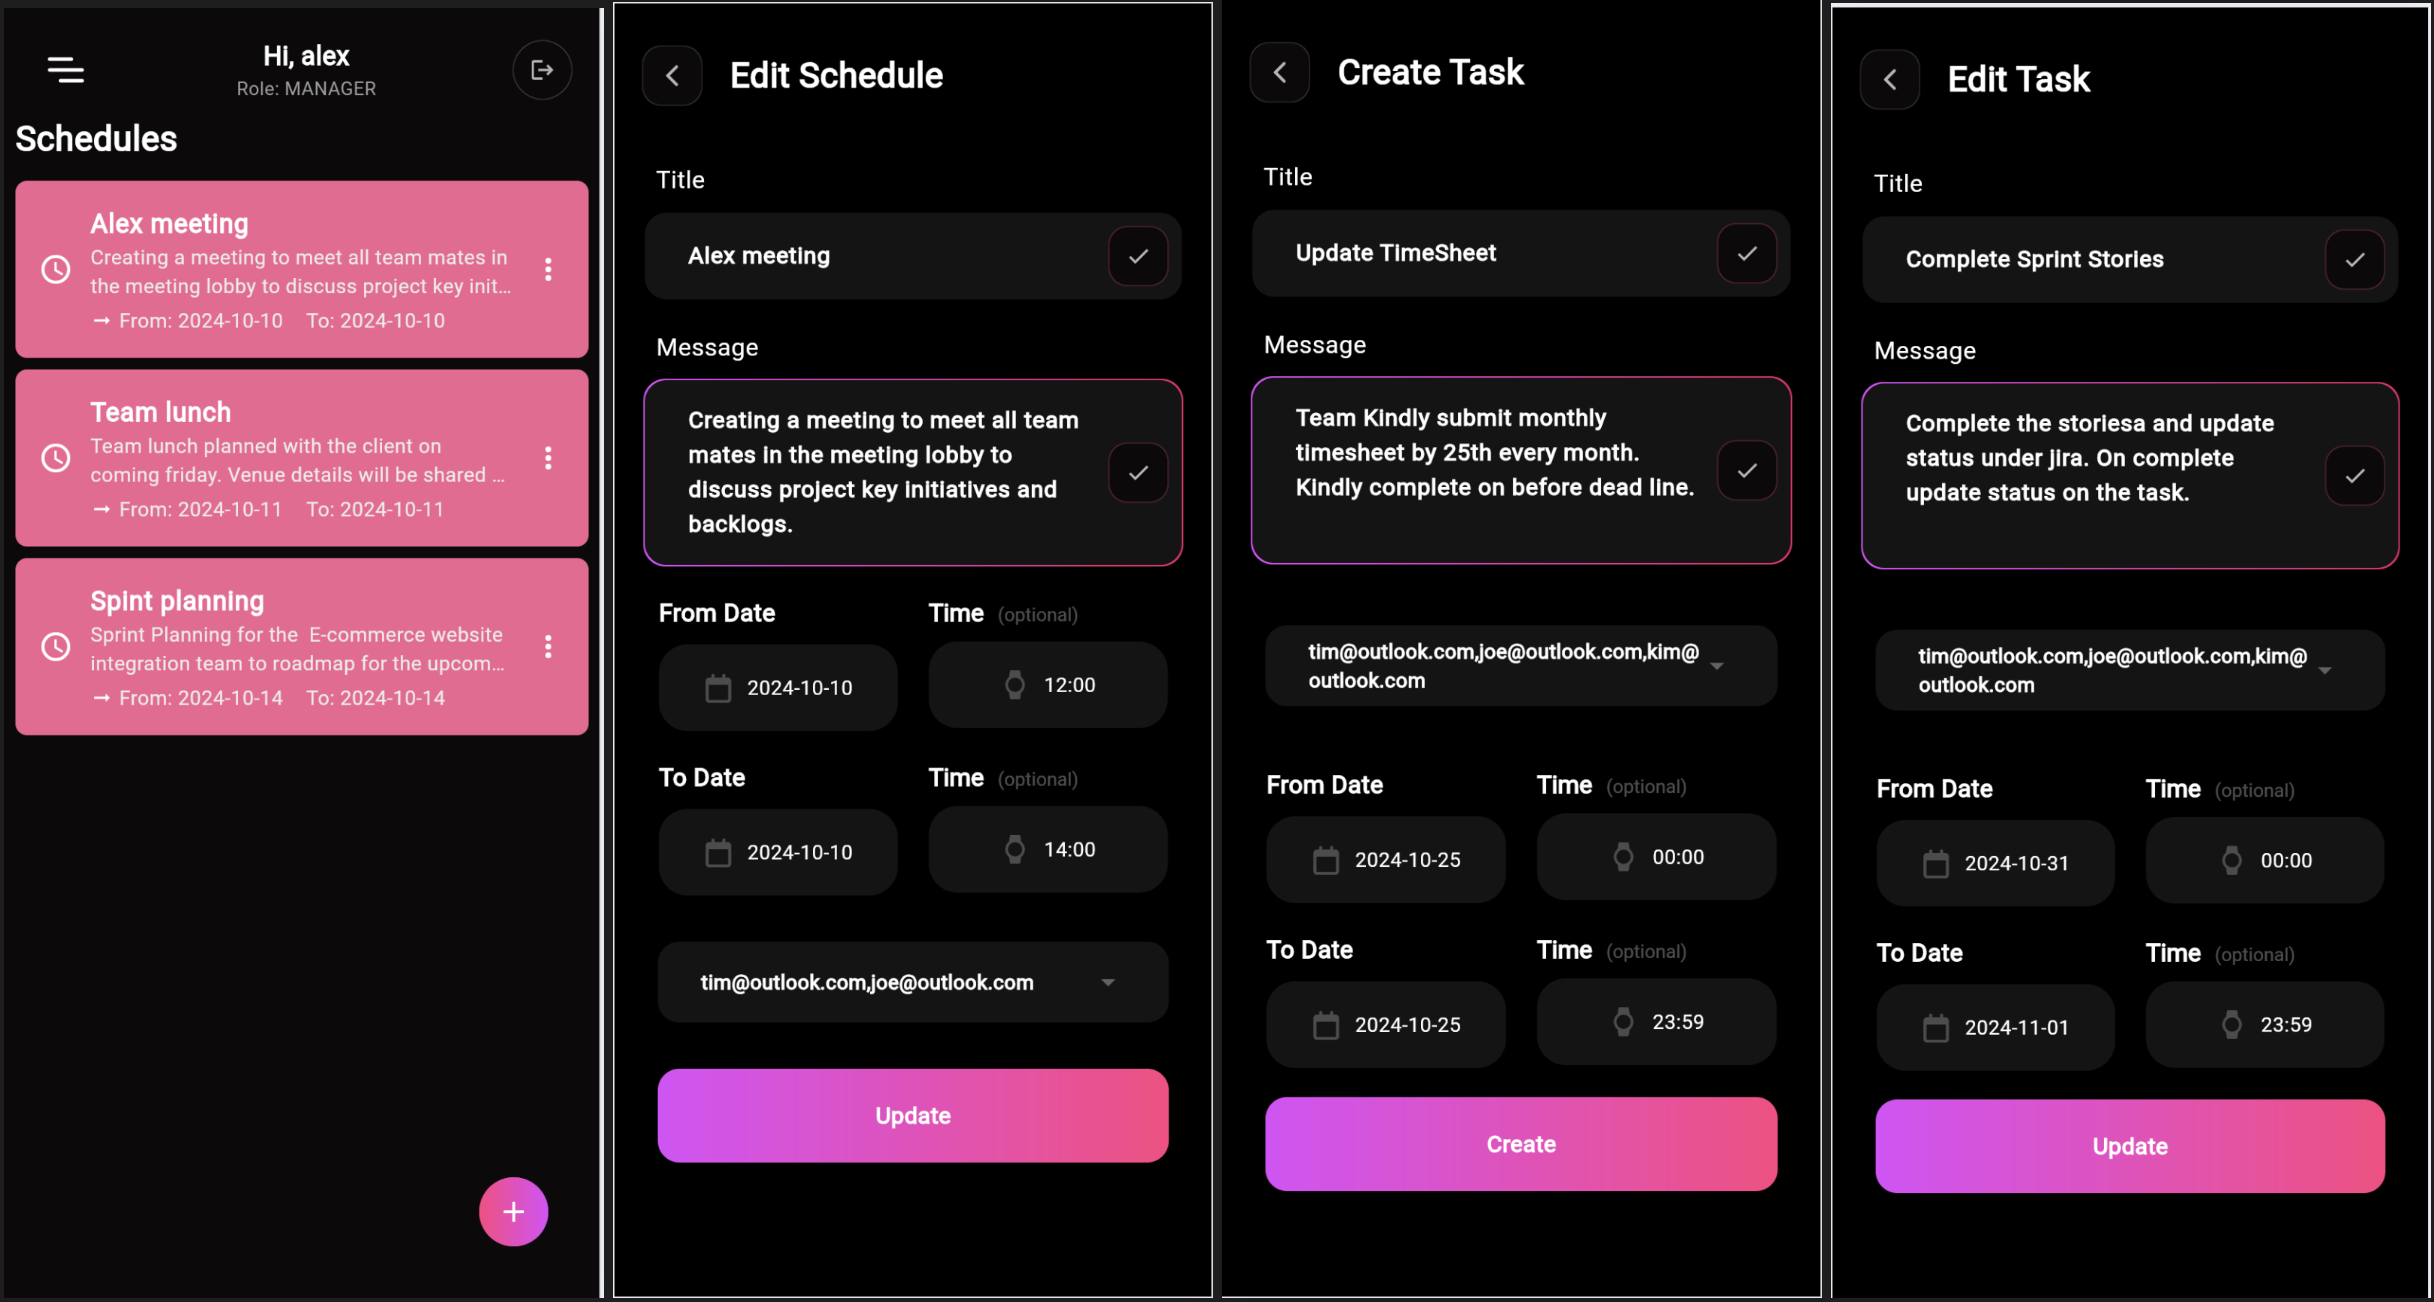 Hi, alex
Role: MANAGER
Schedules
Alex meeting
Creating a meeting to meet all team mates in
the meeting lobby to discuss project key init...
→ From: 2024-10-10 To: 2024-10-10
Team lunch
Team lunch planned with the client on
coming friday. Venue details will be shared ...
→ From: 2024-10-11 To: 2024-10-11
Spint planning
Sprint Planning for the E-commerce website
integration team to roadmap for the upcom...
→ From: 2024-10-14 To: 2024-10-14
Edit Schedule
Title
Alex meeting
Message
Creating a meeting to meet all team
mates in the meeting lobby to
discuss project key initiatives and
backlogs.
From Date Time (optional)
2024-10-10 12:00
To Date Time (optional)
2024-10-10 14:00
tim@outlook.com,joe@outlook.com
Update
Create Task
Title
Update TimeSheet
Message
Team Kindly submit monthly
timesheet by 25th every month.
Kindly complete on before dead line.
tim@outlook.com,joe@outlook.com,kim@
outlook.com
From Date Time (optional)
2024-10-25 00:00
To Date Time (optional)
2024-10-25 23:59
Create
Edit Task
Title
Complete Sprint Stories
Message
Complete the storiesa and update
status under jira. On complete
update status on the task.
tim@outlook.com,joe@outlook.com,kim@
outlook.com
From Date Time (optional)
2024-10-31 00:00
To Date Time (optional)
2024-11-01 23:59
Update